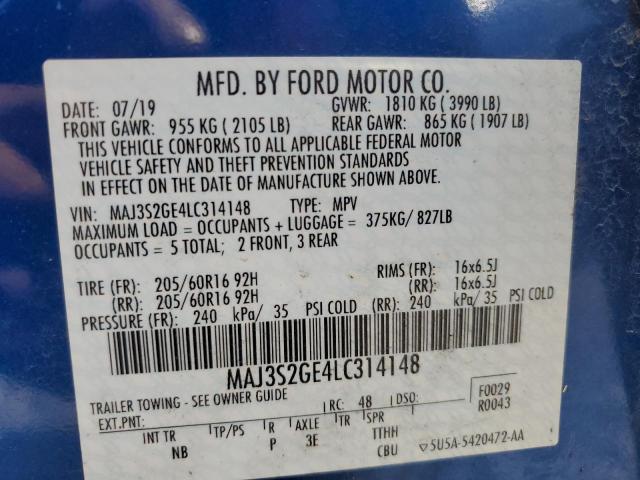 MFD. BY FORD MOTOR CO.
DATE: 07/19 GVWR: 1810 KG ( 3990 LB)
FRONT GAWR: 955 KG ( 2105 LB) REAR GAWR: 865 KG ( 1907 LB)
THIS VEHICLE CONFORMS TO ALL APPLICABLE FEDERAL MOTOR
VEHICLE SAFETY AND THEFT PREVENTION STANDARDS
IN EFFECT ON THE DATE OF MANUFACTURE SHOWN ABOVE.
VIN: MAJ3S2GE4LC314148 TYPE: MPV
MAXIMUM LOAD = OCCUPANTS + LUGGAGE = 375KG/ 827LB
OCCUPANTS = 5 TOTAL; 2 FRONT, 3 REAR
TIRE (FR): 205/60R16 92H RIMS (FR): 16x6.5J
(RR): 205/60R16 92H (RR): 16x6.5J
PRESSURE (FR): 240 kPa/ 35 PSI COLD (RR): 240 kPa/ 35 PSI COLD
MAJ3S2GE4LC314148
TRAILER TOWING - SEE OWNER GUIDE F0029
EXT.PNT: RC: 48 DSO: R0043
INT TR TP/PS R AXLE TR SPR TTHH
NB P 3E CBU 5U5A-5420472-AA